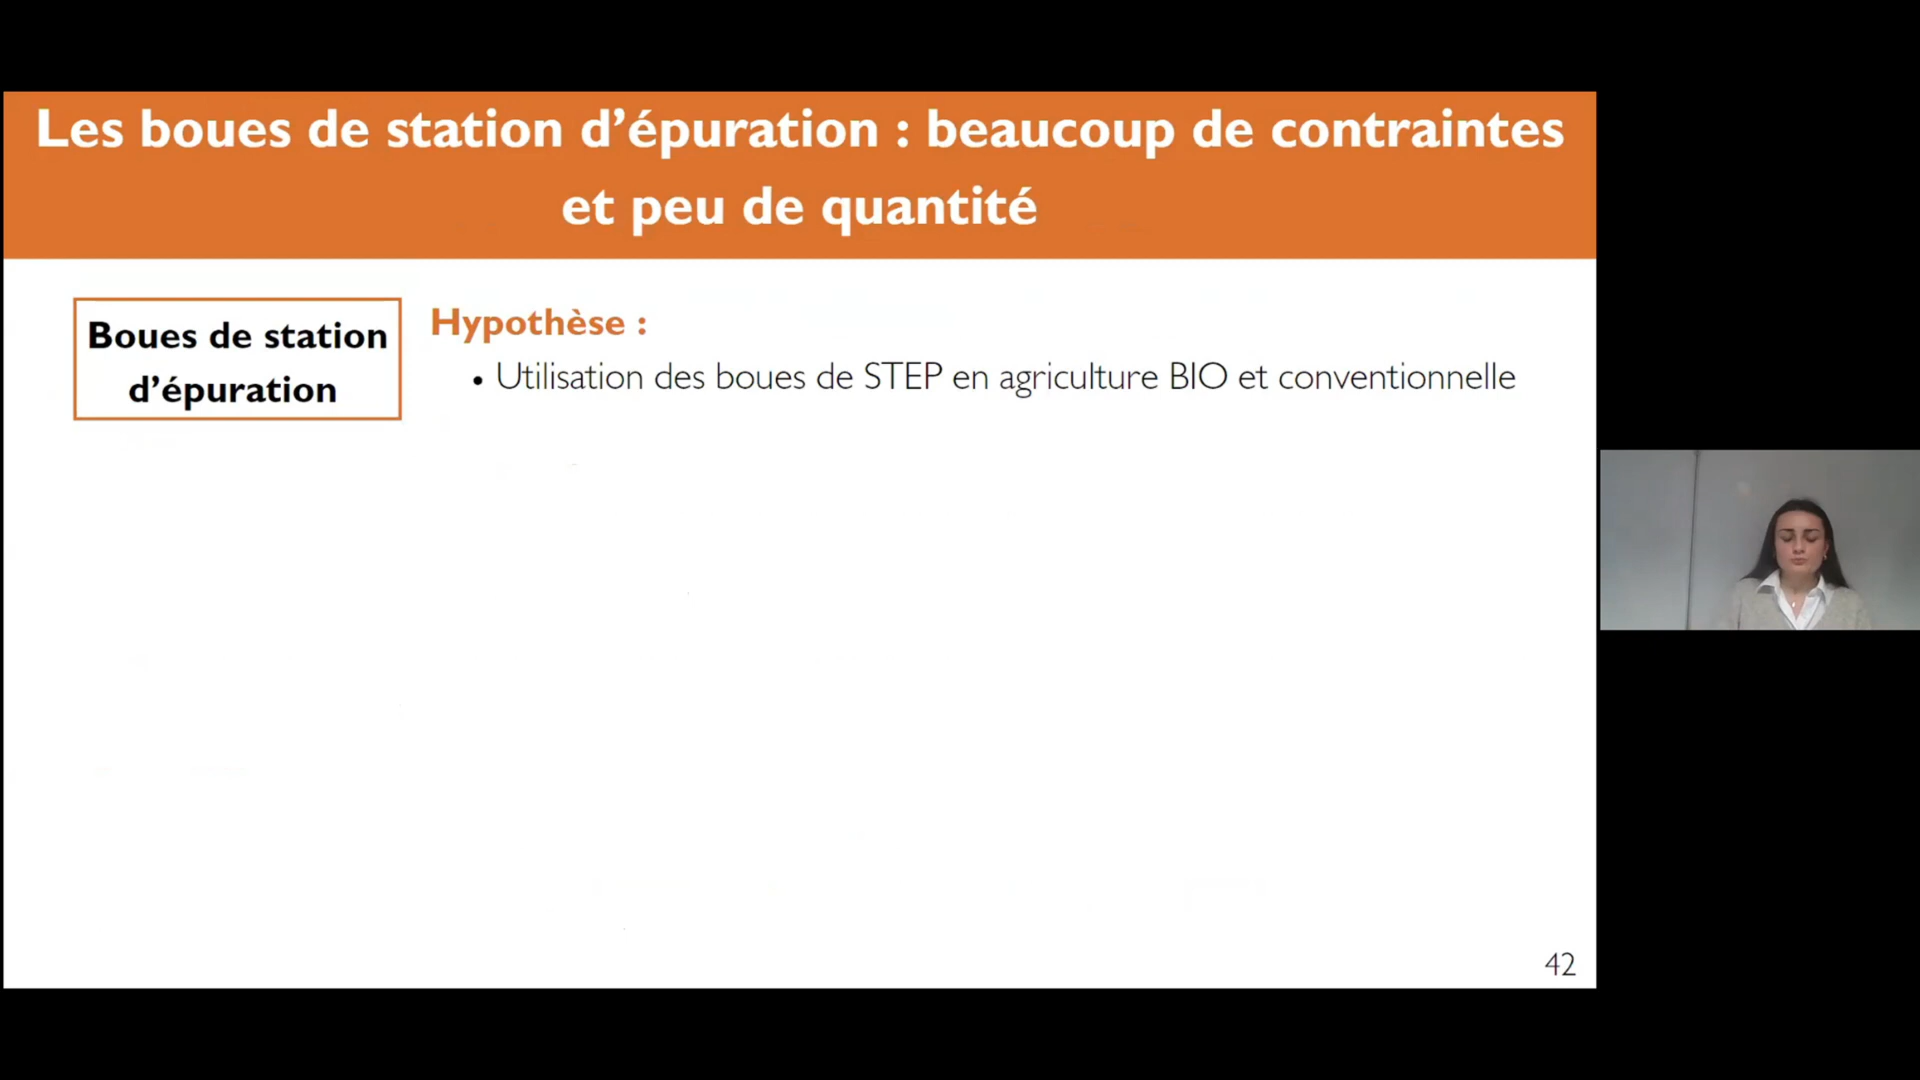 Les boues de station d’épuration : beaucoup de contraintes
et peu de quantité
Boues de station
d’épuration
Hypothèse :
• Utilisation des boues de STEP en agriculture BIO et conventionnelle
42